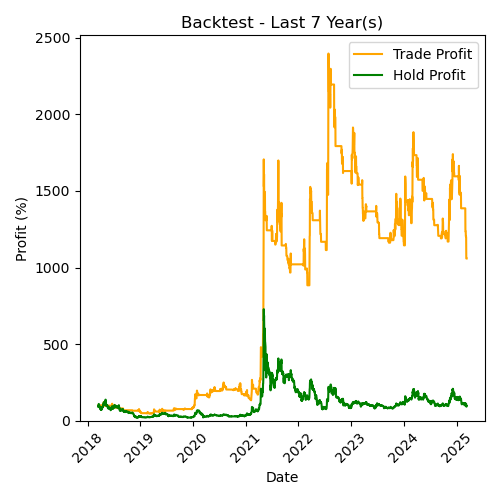 Backtest - Last 7 Year(s)
Trade Profit
Hold Profit
Profit (%)
2500
2000
1500
1000
500
0
2018 2019 2020 2021 2022 2023 2024 2025
Date